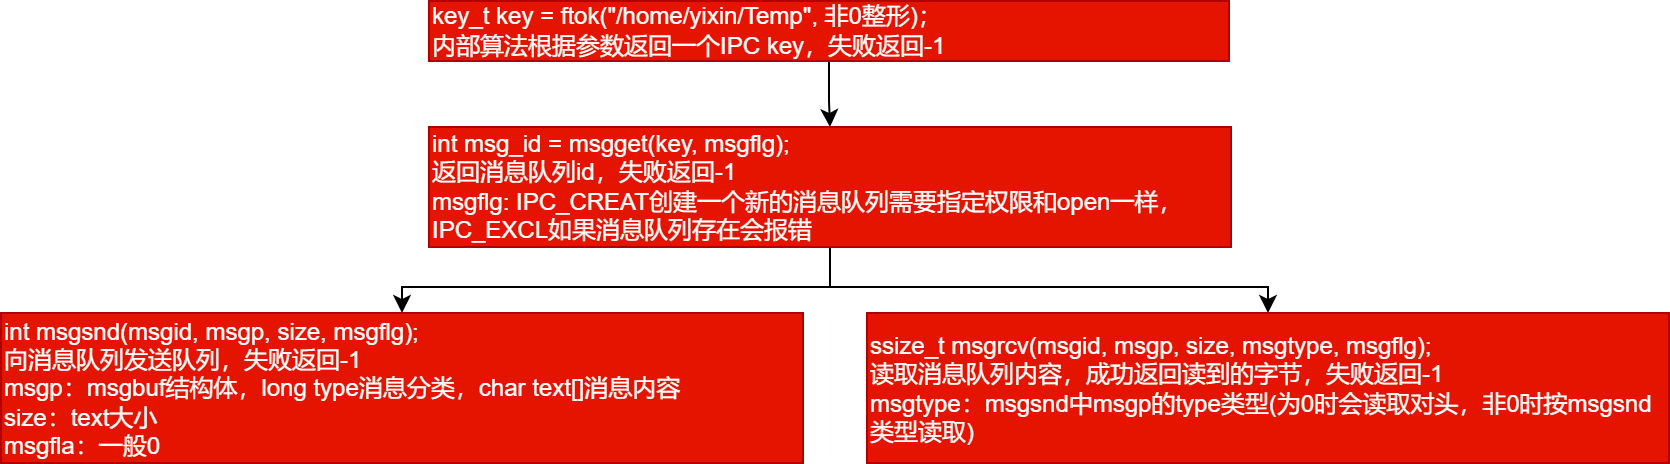 key_t key = ftok("/home/yixin/Temp", 非0整形);
内部算法根据参数返回一个IPC key，失败返回-1
int msg_id = msgget(key, msgflg);
返回消息队列id，失败返回-1
msgflg: IPC_CREAT创建一个新的消息队列需要指定权限和open一样，
IPC_EXCL如果消息队列存在会报错
int msgsnd(msgid, msgp, size, msgflg);
向消息队列发送队列，失败返回-1
msgp：msgbuf结构体，long type消息分类，char text[]消息内容
size：text大小
msgfla：一般0
ssize_t msgrcv(msgid, msgp, size, msgtype, msgflg);
读取消息队列内容，成功返回读到的字节，失败返回-1
msgtype：msgsnd中msgp的type类型(为0时会读取对头，非0时按msgsnd
类型读取)